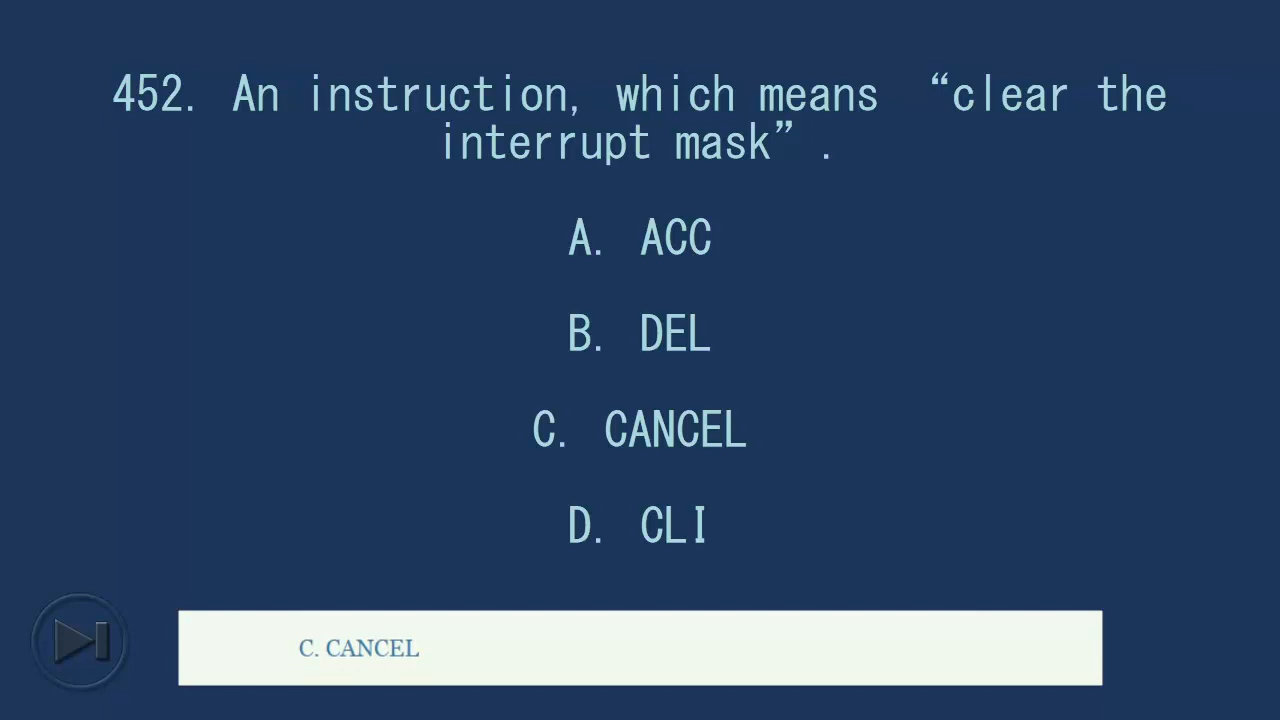 452. An instruction, which means “clear the
interrupt mask”.
A. ACC
B. DEL
C. CANCEL
D. CLI
C. CANCEL